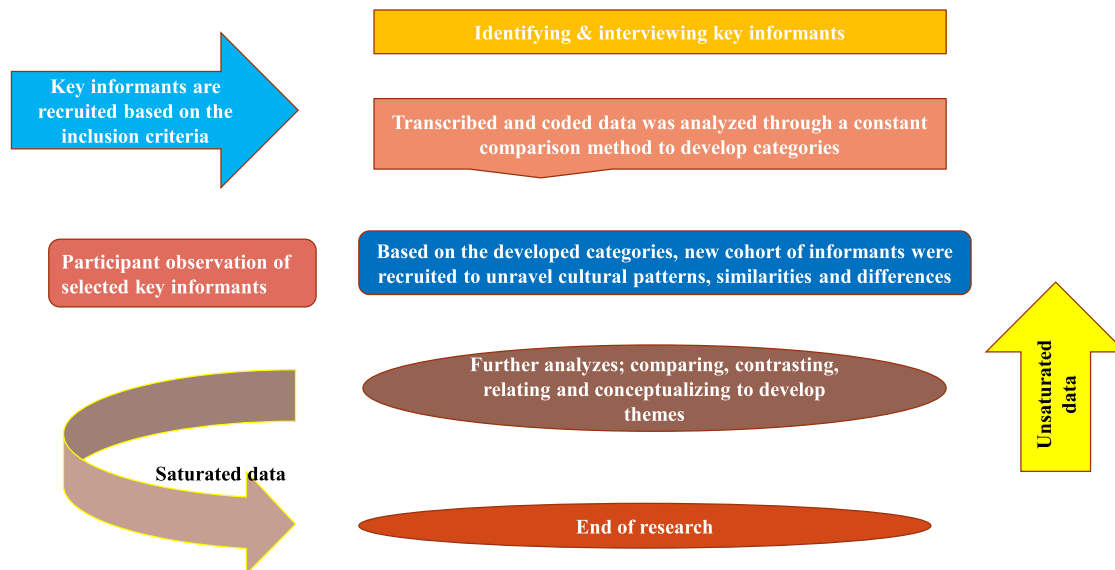 Identifying & interviewing key informants
Key informants are
recruited based on the
inclusion criteria
Transcribed and coded data was analyzed through a constant
comparison method to develop categories
Participant observation of
selected key informants
Based on the developed categories, new cohort of informants were
recruited to unravel cultural patterns, similarities and differences
Further analyzes; comparing, contrasting,
relating and conceptualizing to develop
themes
Unsaturated
data
Saturated data
End of research